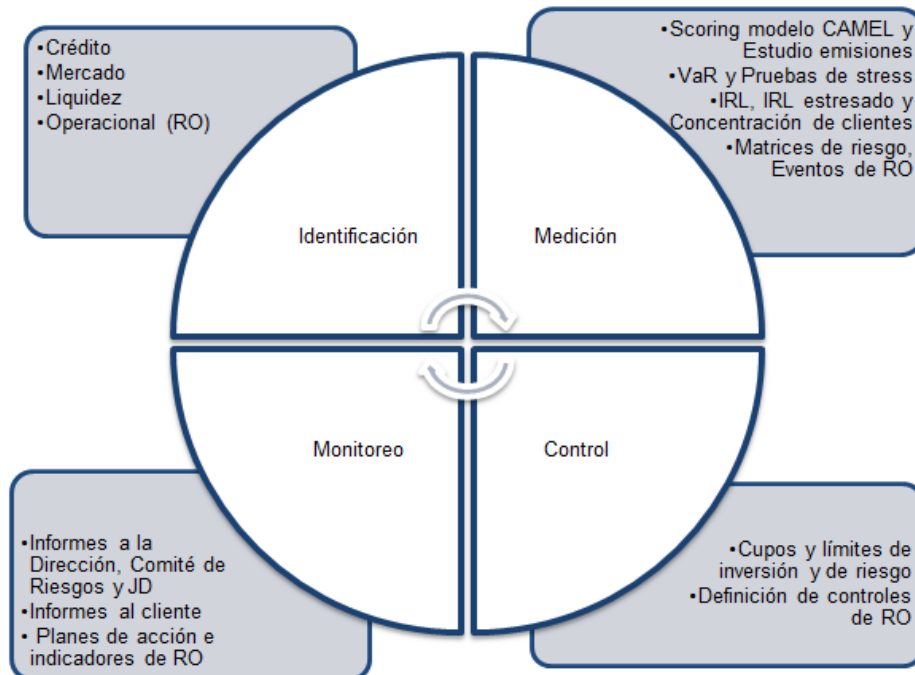 •Crédito
•Mercado
•Liquidez
•Operacional (RO)
•Scoring modelo CAMEL y
Estudio emisiones
•VaR y Pruebas de stress
•IRL, IRL estresado y
Concentración de clientes
•Matrices de riesgo,
Eventos de RO
Identificación
Medición
Monitoreo
Control
•Informes a la
Dirección, Comité de
Riesgos y JD
•Informes al cliente
• Planes de acción e
indicadores de RO
•Cupos y límites de
inversión y de riesgo
•Definición de controles
de RO